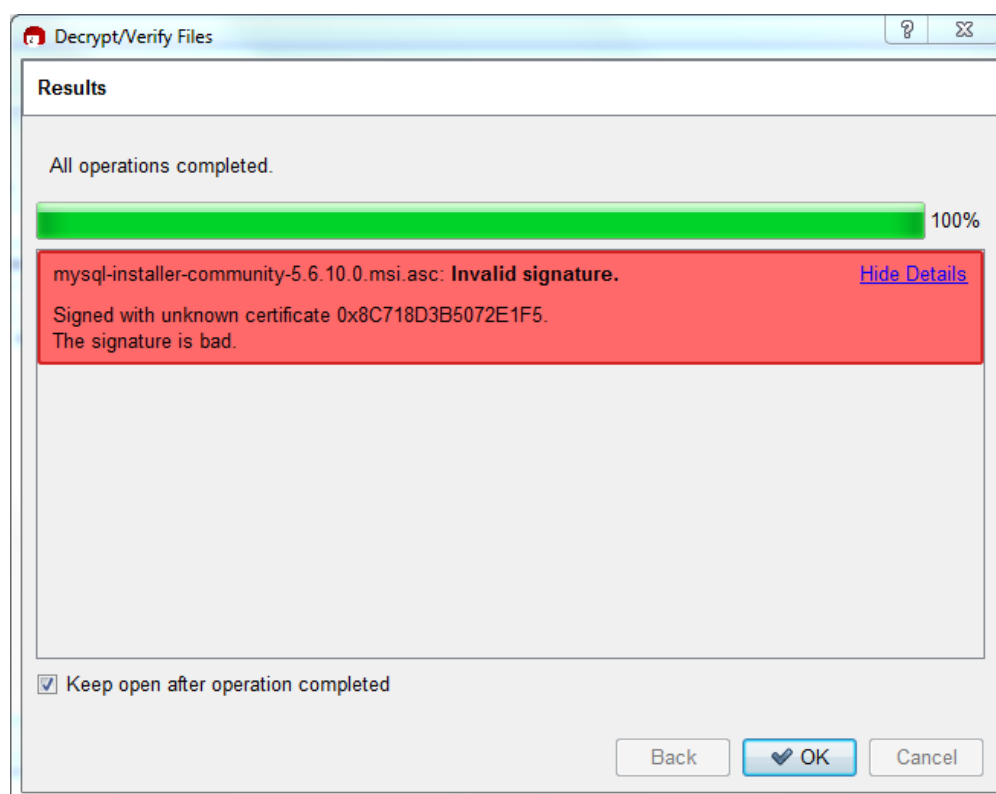 Decrypt/Verify Files
Results
All operations completed.
100%
mysql-installer-community-5.6.10.0.msi.asc: Invalid signature. Hide Details
Signed with unknown certificate 0x8C718D3B5072E1F5.
The signature is bad.
Keep open after operation completed
Back OK Cancel